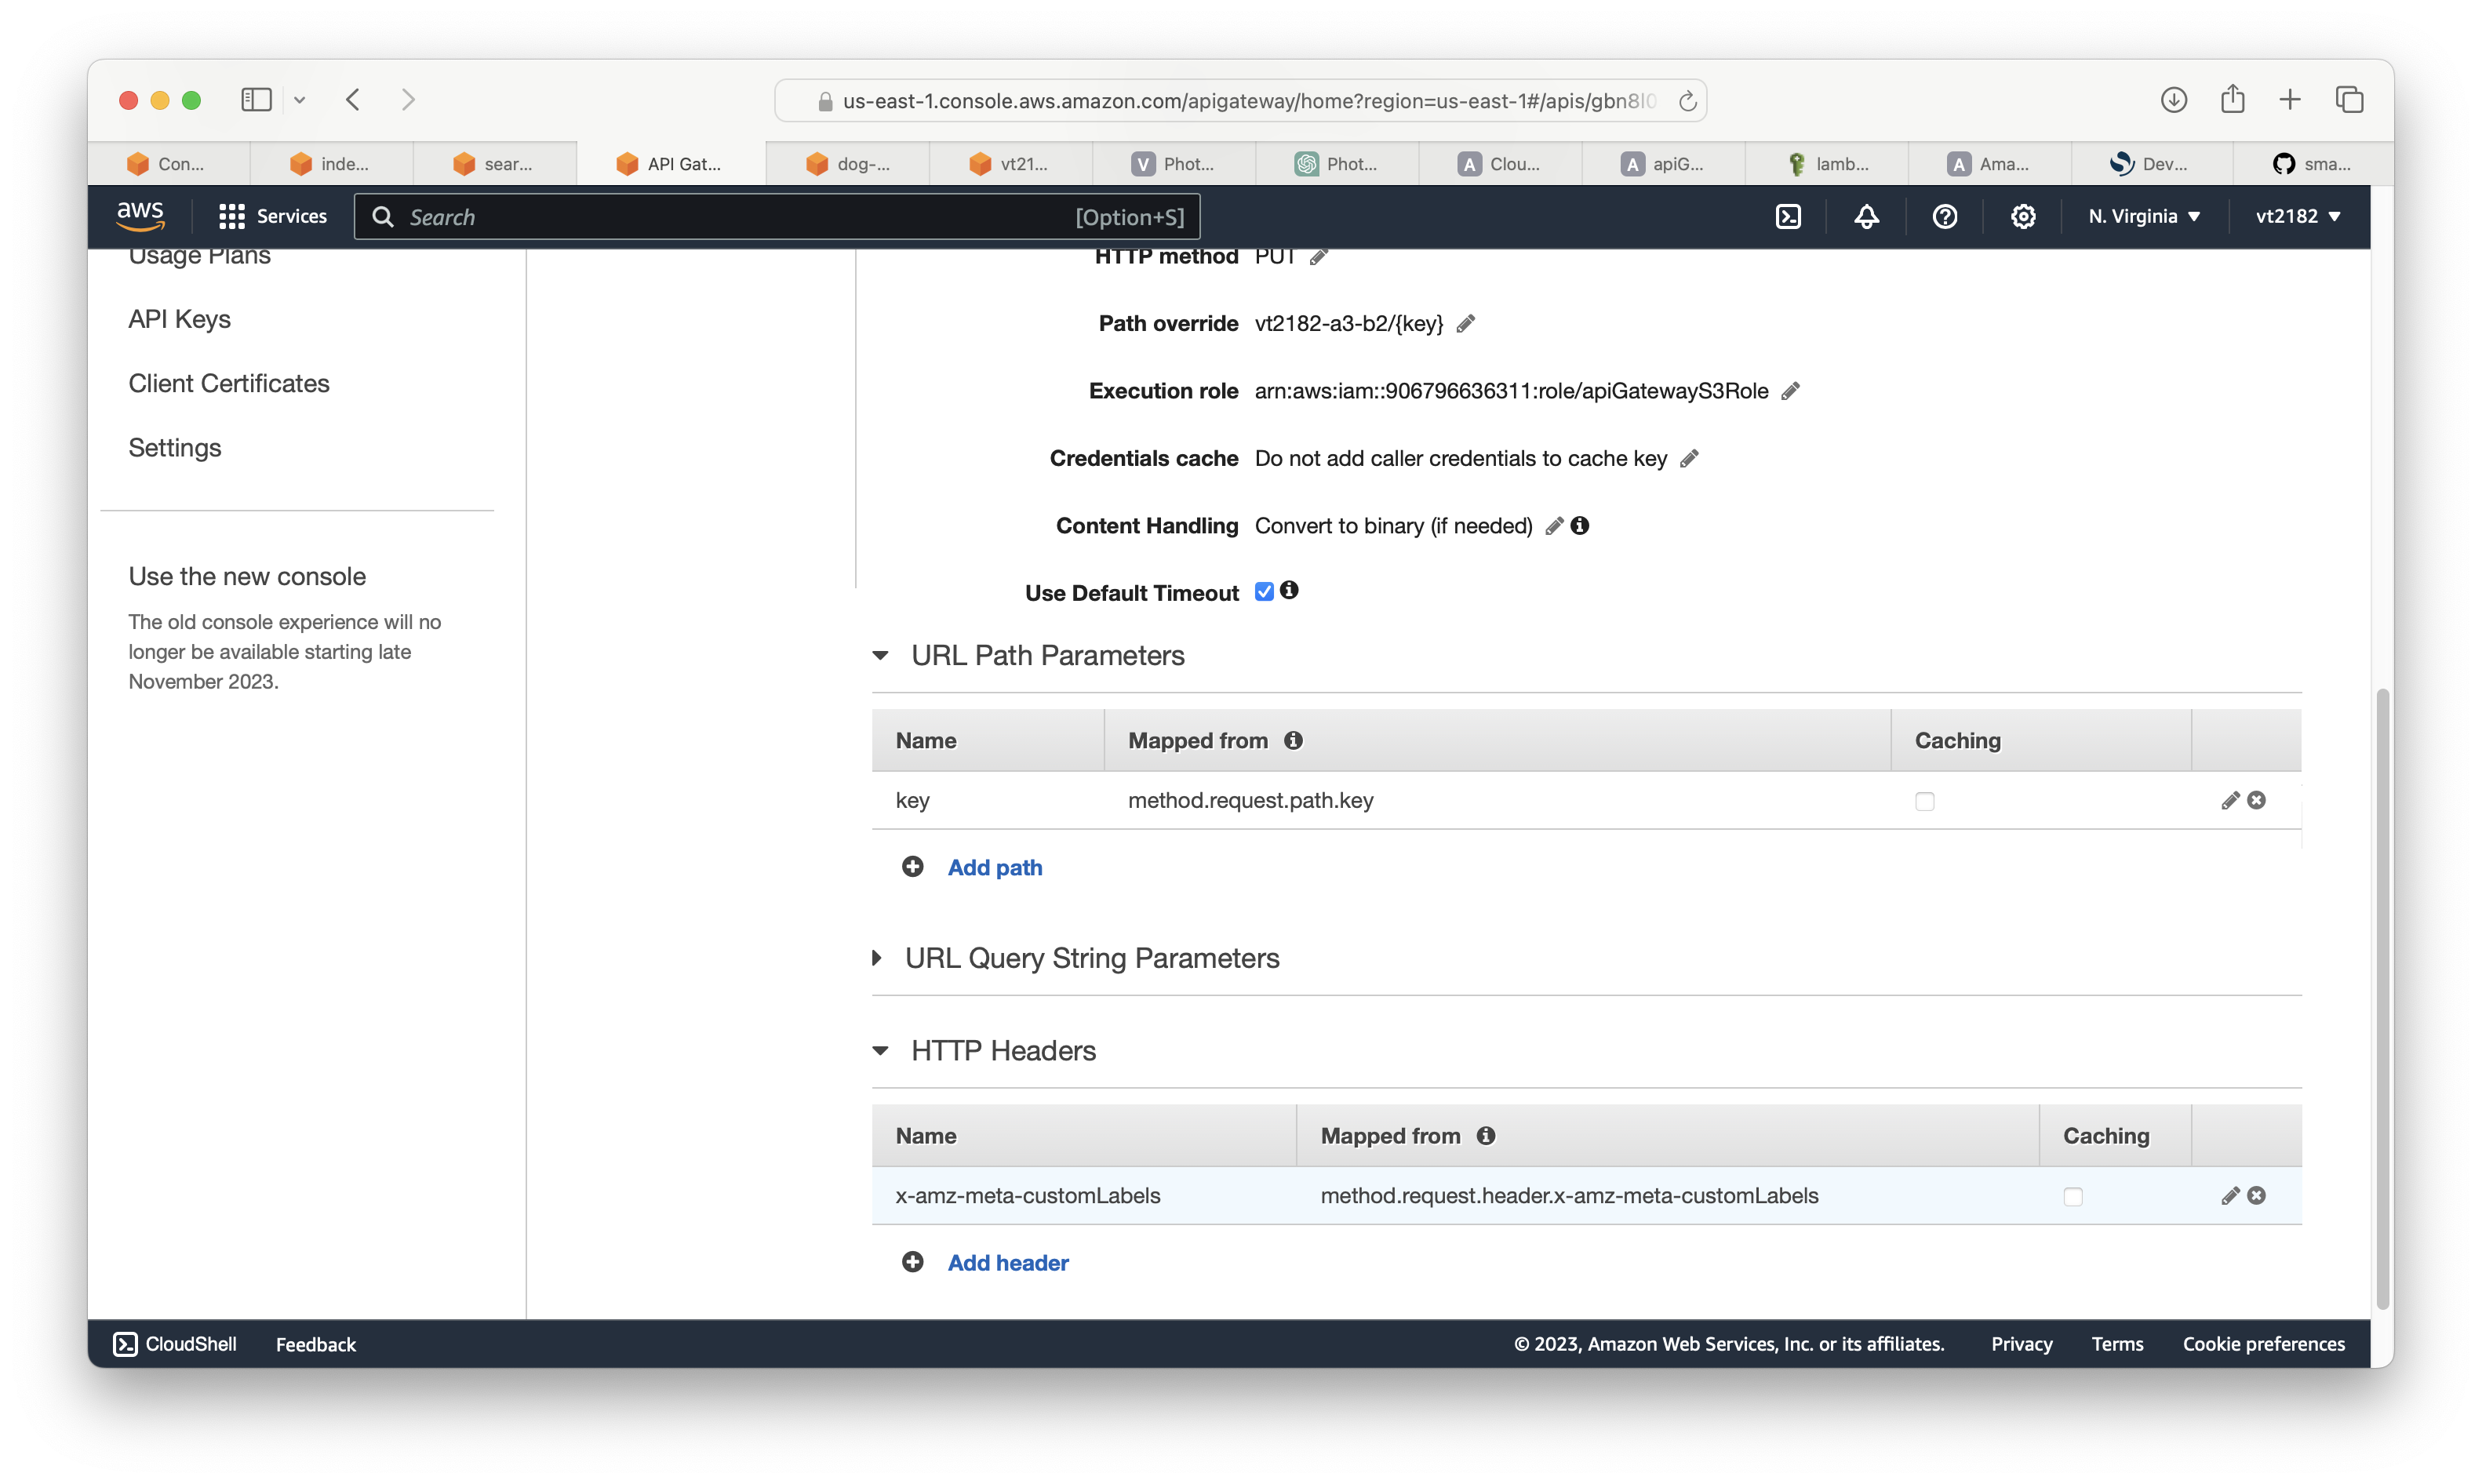 us-east-1.console.aws.amazon.com/apigateway/home?region=us-east-1#/apis/gbn8l0
Con...
inde...
sear...
API Gat...
dog-...
vt21...
V
Phot...
Phot...
A
Clou...
A
apiG...
lamb...
A
Ama...
Dev...
sma...
aws
Services
Search
[Option+S]
N. Virginia
vt2182
Usage Plans
API Keys
Client Certificates
Settings
Use the new console
The old console experience will no
longer be available starting late
November 2023.
HTTP method PUT
Path override vt2182-a3-b2/{key}
Execution role arn:aws:iam::906796636311:role/apiGatewayS3Role
Credentials cache Do not add caller credentials to cache key
Content Handling Convert to binary (if needed)
Use Default Timeout
URL Path Parameters
Name Mapped from Caching
key method.request.path.key
Add path
URL Query String Parameters
HTTP Headers
Name Mapped from Caching
x-amz-meta-customLabels method.request.header.x-amz-meta-customLabels
Add header
CloudShell Feedback © 2023, Amazon Web Services, Inc. or its affiliates. Privacy Terms Cookie preferences